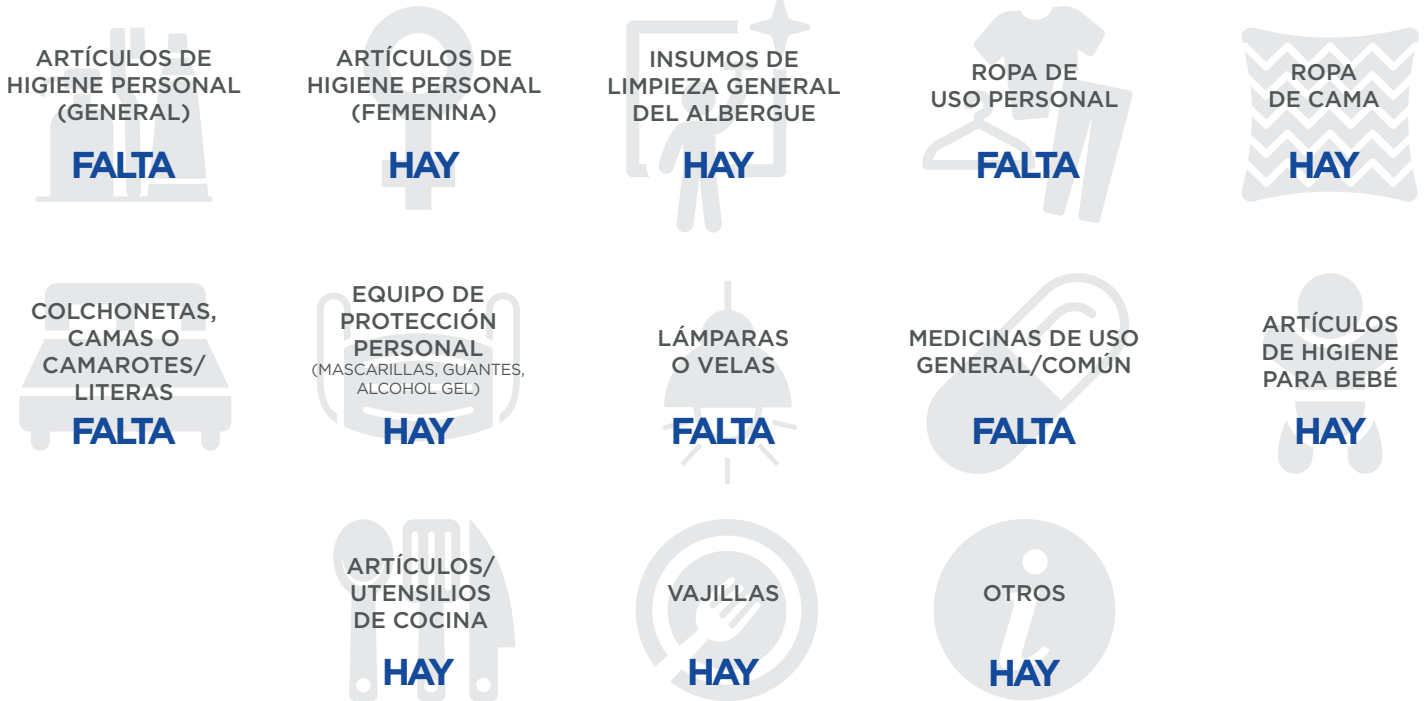 ARTÍCULOS DE
HIGIENE PERSONAL
(GENERAL)
FALTA
ARTÍCULOS DE
HIGIENE PERSONAL
(FEMENINA)
HAY
INSUMOS DE
LIMPIEZA GENERAL
DEL ALBERGUE
HAY
ROPA DE
USO PERSONAL
FALTA
ROPA
DE CAMA
HAY
COLCHONETAS,
CAMAS O
CAMAROTES/
LITERAS
FALTA
EQUIPO DE
PROTECCIÓN
PERSONAL
(MASCARILLAS, GUANTES,
ALCOHOL GEL)
HAY
LÁMPARAS
O VELAS
FALTA
MEDICINAS DE USO
GENERAL/COMÚN
FALTA
ARTÍCULOS
DE HIGIENE
PARA BEBÉ
HAY
ARTÍCULOS/
UTENSILIOS
DE COCINA
HAY
VAJILLAS
HAY
OTROS
HAY